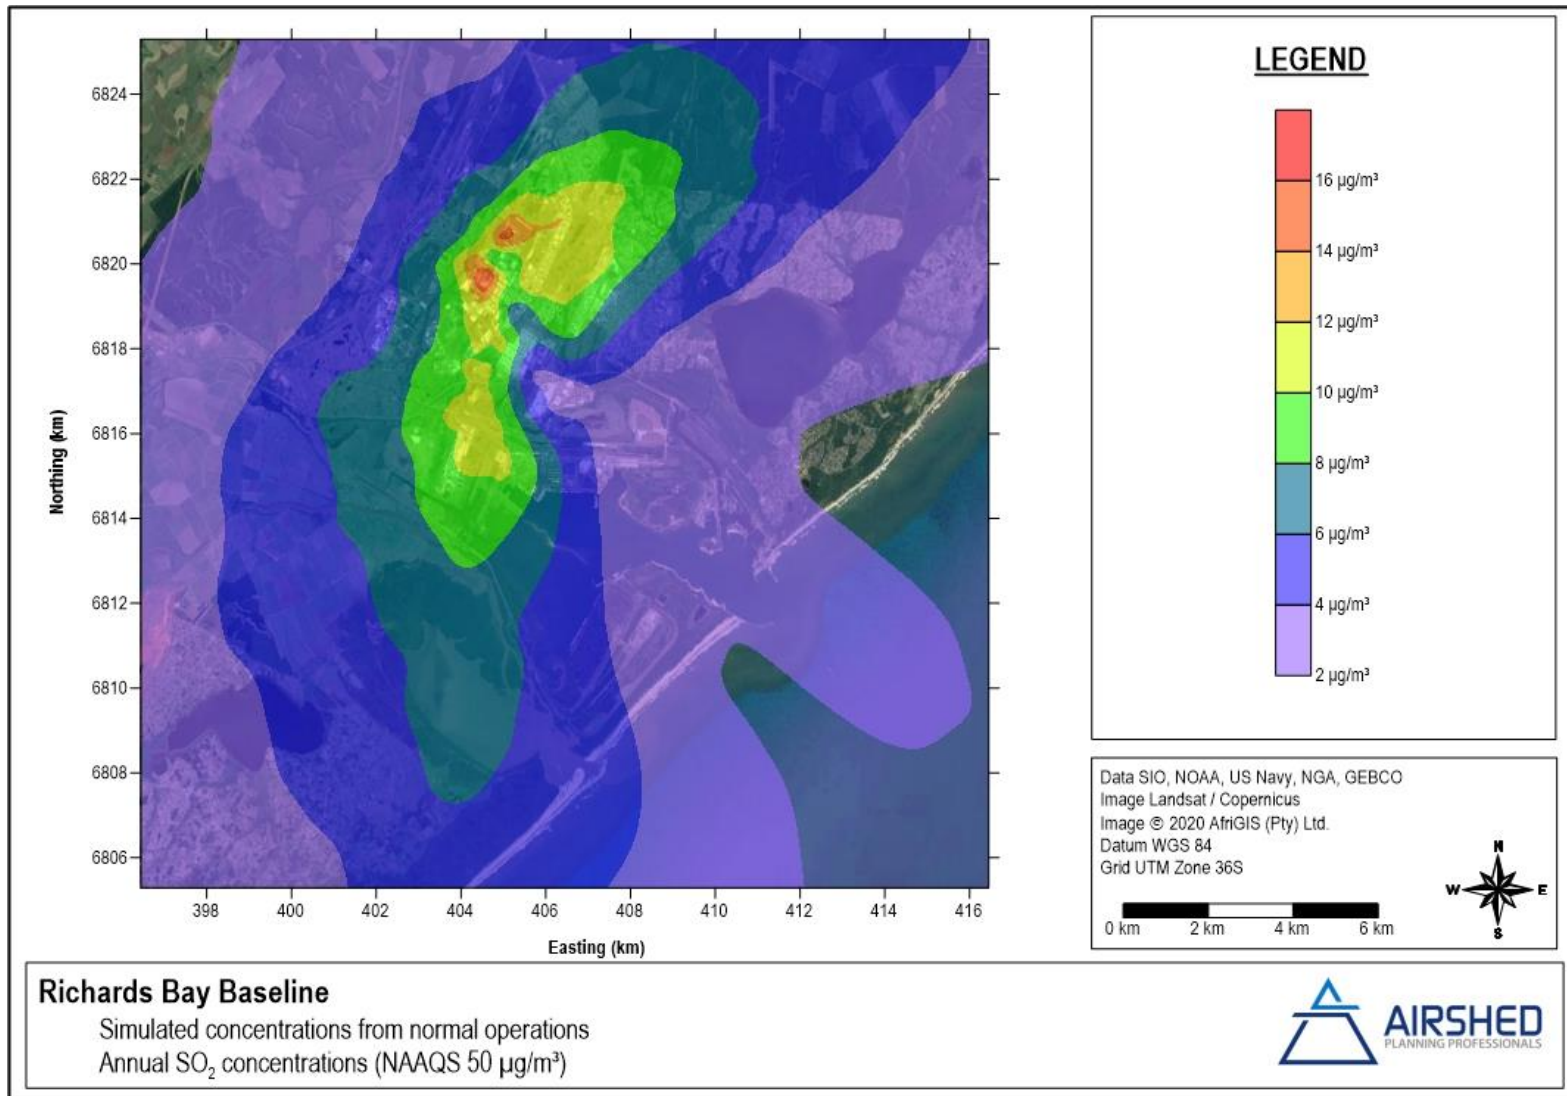 LEGEND
16 µg/m³
14 µg/m³
12 µg/m³
10 µg/m³
8 µg/m³
6 µg/m³
4 µg/m³
2 µg/m³
6824
6822
6820
6818
6816
6814
6812
6810
6808
6806
Northing (km)
398 400 402 404 406 408 410 412 414 416
Easting (km)
Data SIO, NOAA, US Navy, NGA, GEBCO
Image Landsat / Copernicus
Image © 2020 AfriGIS (Pty) Ltd.
Datum WGS 84
Grid UTM Zone 36S
N
W E
S
0 km 2 km 4 km 6 km
Richards Bay Baseline
Simulated concentrations from normal operations
Annual SO₂ concentrations (NAAQS 50 µg/m³)
AIRSHED
PLANNING PROFESSIONALS